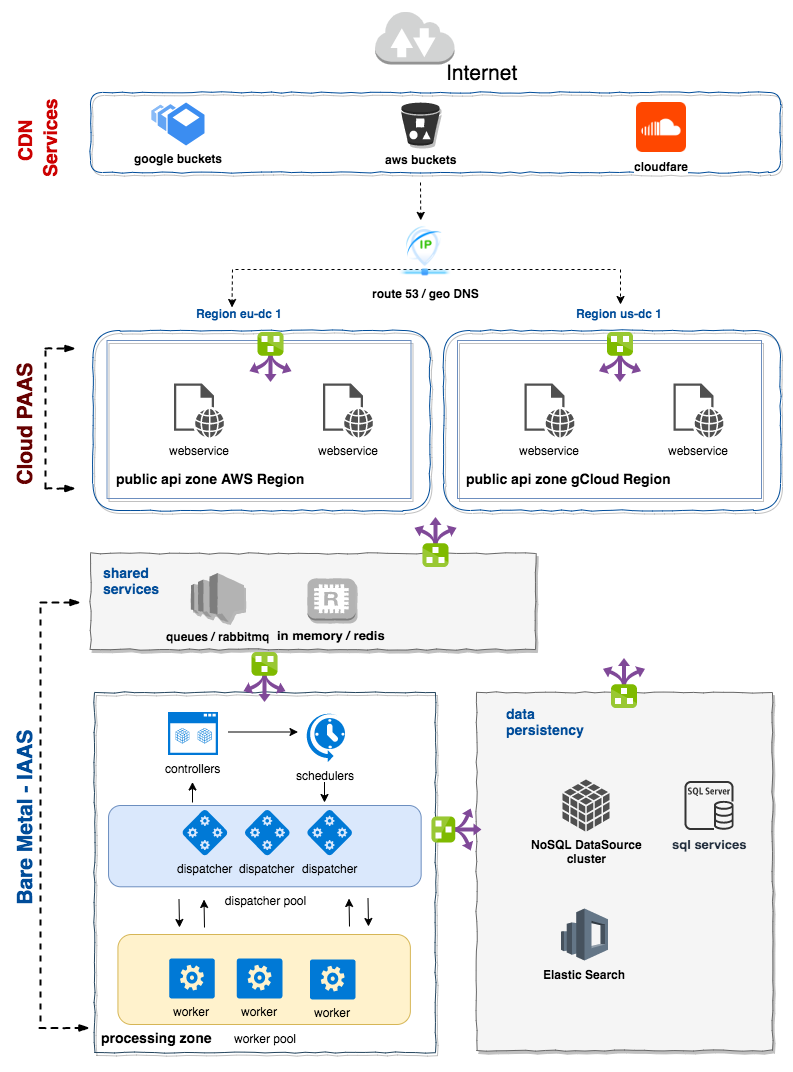 Internet
CDN
Services
google buckets
aws buckets
cloudfare
IP
route 53 / geo DNS
Region eu-dc 1
Region us-dc 1
Cloud PAAS
webservice
webservice
public api zone AWS Region
webservice
webservice
public api zone gCloud Region
shared
services
R
queues / rabbitmq
in memory / redis
Bare Metal - IAAS
controllers
schedulers
dispatcher
dispatcher
dispatcher
dispatcher pool
worker
worker
worker
processing zone
worker pool
data
persistency
NoSQL DataSource
cluster
SQL Server
sql services
Elastic Search